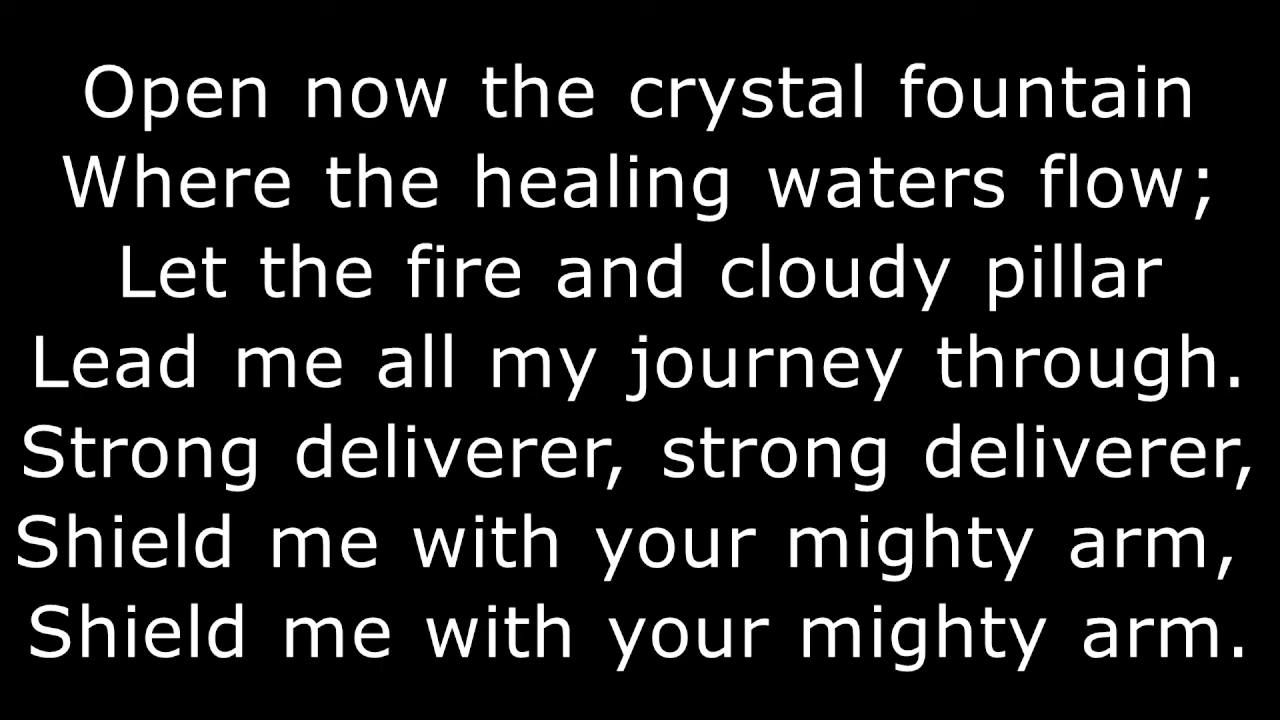 Open now the crystal fountain
Where the healing waters flow;
Let the fire and cloudy pillar
Lead me all my journey through.
Strong deliverer, strong deliverer,
Shield me with your mighty arm,
Shield me with your mighty arm.